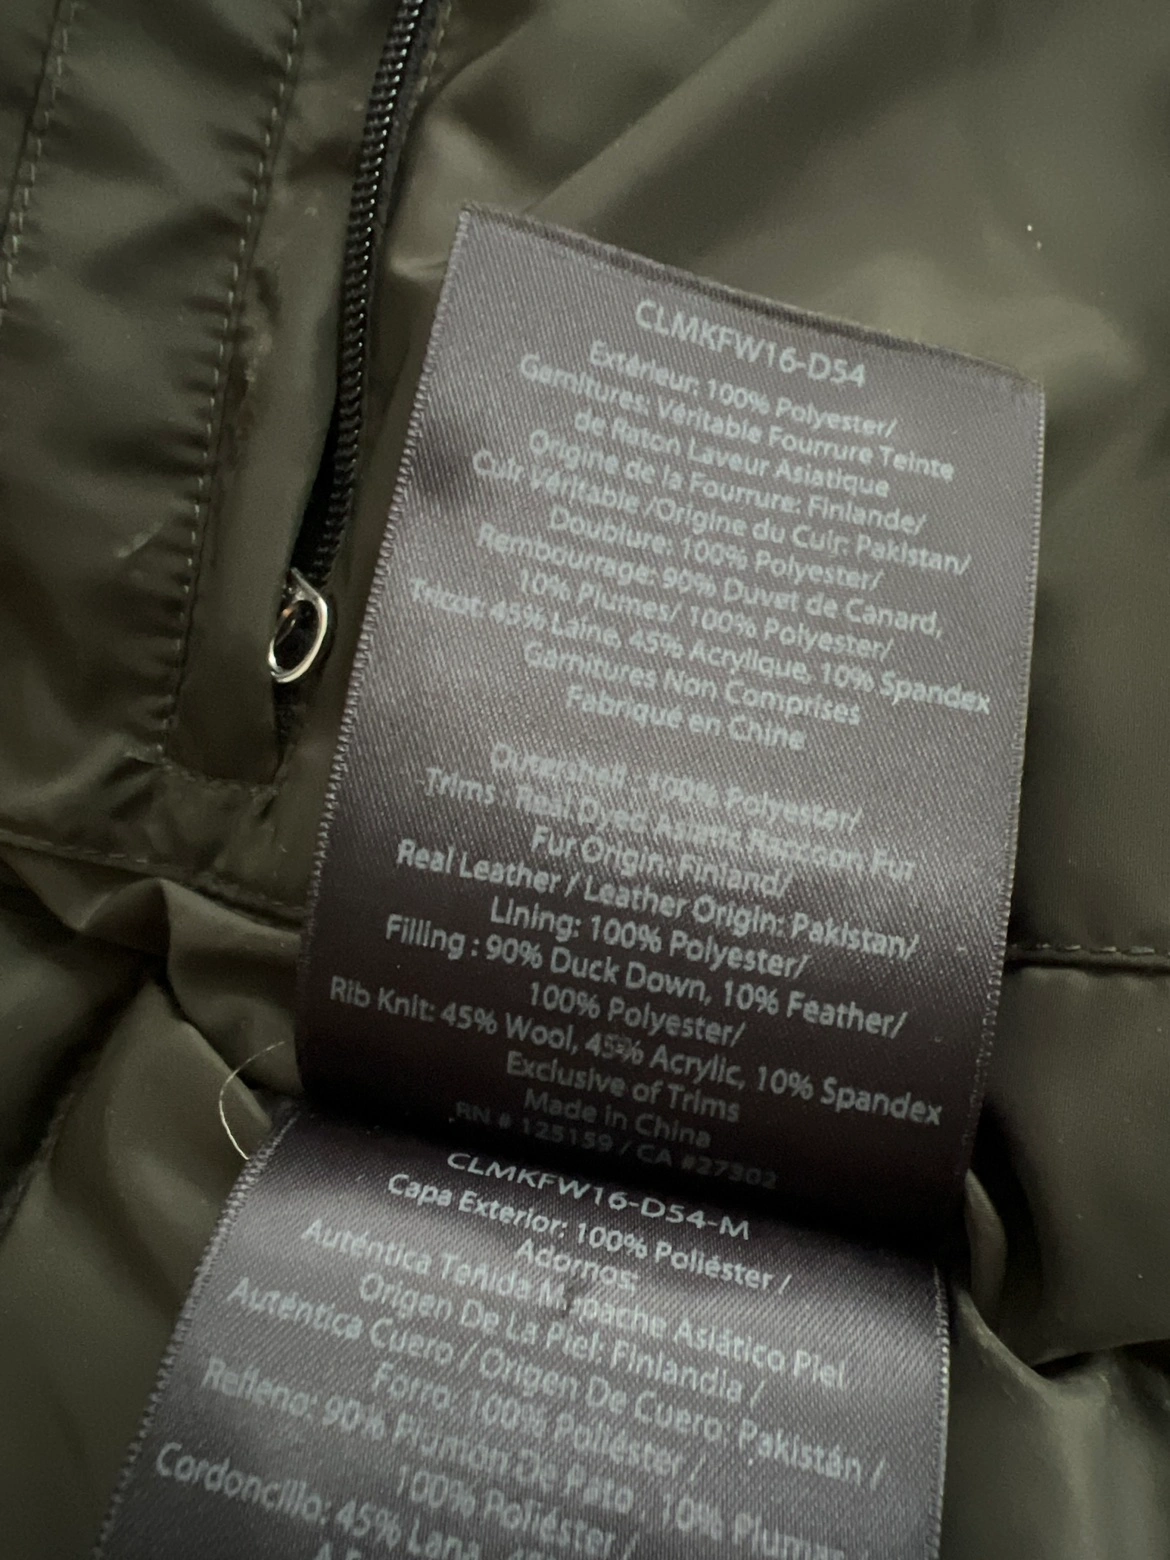 CLMKFW16-D54
Extérieur: 100% Polyester/
Garnitures: Véritable Fourrure Teinte
de Raton Laveur Asiatique
Origine de la Fourrure: Finlande/
Cuir Véritable /Origine du Cuir: Pakistan/
Doublure: 100% Polyester/
Rembourrage: 90% Duvet de Canard,
10% Plumes/ 100% Polyester/
Tricot: 45% Laine, 45% Acrylique, 10% Spandex
Garnitures Non Comprises
Fabriqué en Chine
Outershell : 100% Polyester/
Trims : Real Dyed Asiatic Raccoon Fur
Fur Origin: Finland/
Real Leather / Leather Origin: Pakistan/
Lining: 100% Polyester/
Filling : 90% Duck Down, 10% Feather/
100% Polyester/
Rib Knit: 45% Wool, 45% Acrylic, 10% Spandex
Exclusive of Trims
Made in China
RN # 125159 / CA #27302
CLMKFW16-D54-M
Capa Exterior: 100% Poliéster /
Adornos:
Auténtica Teñida Mapache Asiático Piel
Origen De La Piel: Finlandia /
Auténtica Cuero / Origen De Cuero: Pakistán /
Forro: 100% Poliéster /
Relleno: 90% Plumón De Pato , 10% Plumas
100% Poliéster /
Cordoncillo: 45% Lana,